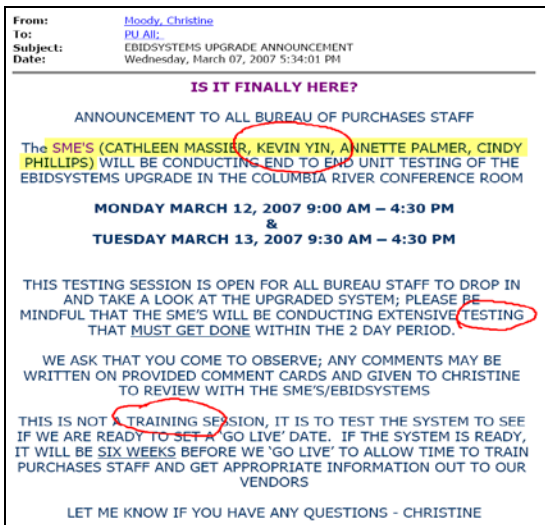 From: Moody, Christine
To: PU All;
Subject: EBIDSYSTEMS UPGRADE ANNOUNCEMENT
Date: Wednesday, March 07, 2007 5:34:01 PM
IS IT FINALLY HERE?
ANNOUNCEMENT TO ALL BUREAU OF PURCHASES STAFF
The SME'S (CATHLEEN MASSIER, KEVIN YIN, ANNETTE PALMER, CINDY
PHILLIPS) WILL BE CONDUCTING END TO END UNIT TESTING OF THE
EBIDSYSTEMS UPGRADE IN THE COLUMBIA RIVER CONFERENCE ROOM
MONDAY MARCH 12, 2007 9:00 AM – 4:30 PM
&
TUESDAY MARCH 13, 2007 9:30 AM – 4:30 PM
THIS TESTING SESSION IS OPEN FOR ALL BUREAU STAFF TO DROP IN
AND TAKE A LOOK AT THE UPGRADED SYSTEM; PLEASE BE
MINDFUL THAT THE SME'S WILL BE CONDUCTING EXTENSIVE TESTING
THAT MUST GET DONE WITHIN THE 2 DAY PERIOD.
WE ASK THAT YOU COME TO OBSERVE; ANY COMMENTS MAY BE
WRITTEN ON PROVIDED COMMENT CARDS AND GIVEN TO CHRISTINE
TO REVIEW WITH THE SME'S/EBIDSYSTEMS
THIS IS NOT A TRAINING SESSION, IT IS TO TEST THE SYSTEM TO SEE
IF WE ARE READY TO SET A 'GO LIVE' DATE. IF THE SYSTEM IS READY,
IT WILL BE SIX WEEKS BEFORE WE 'GO LIVE' TO ALLOW TIME TO TRAIN
PURCHASES STAFF AND GET APPROPRIATE INFORMATION OUT TO OUR
VENDORS
LET ME KNOW IF YOU HAVE ANY QUESTIONS - CHRISTINE